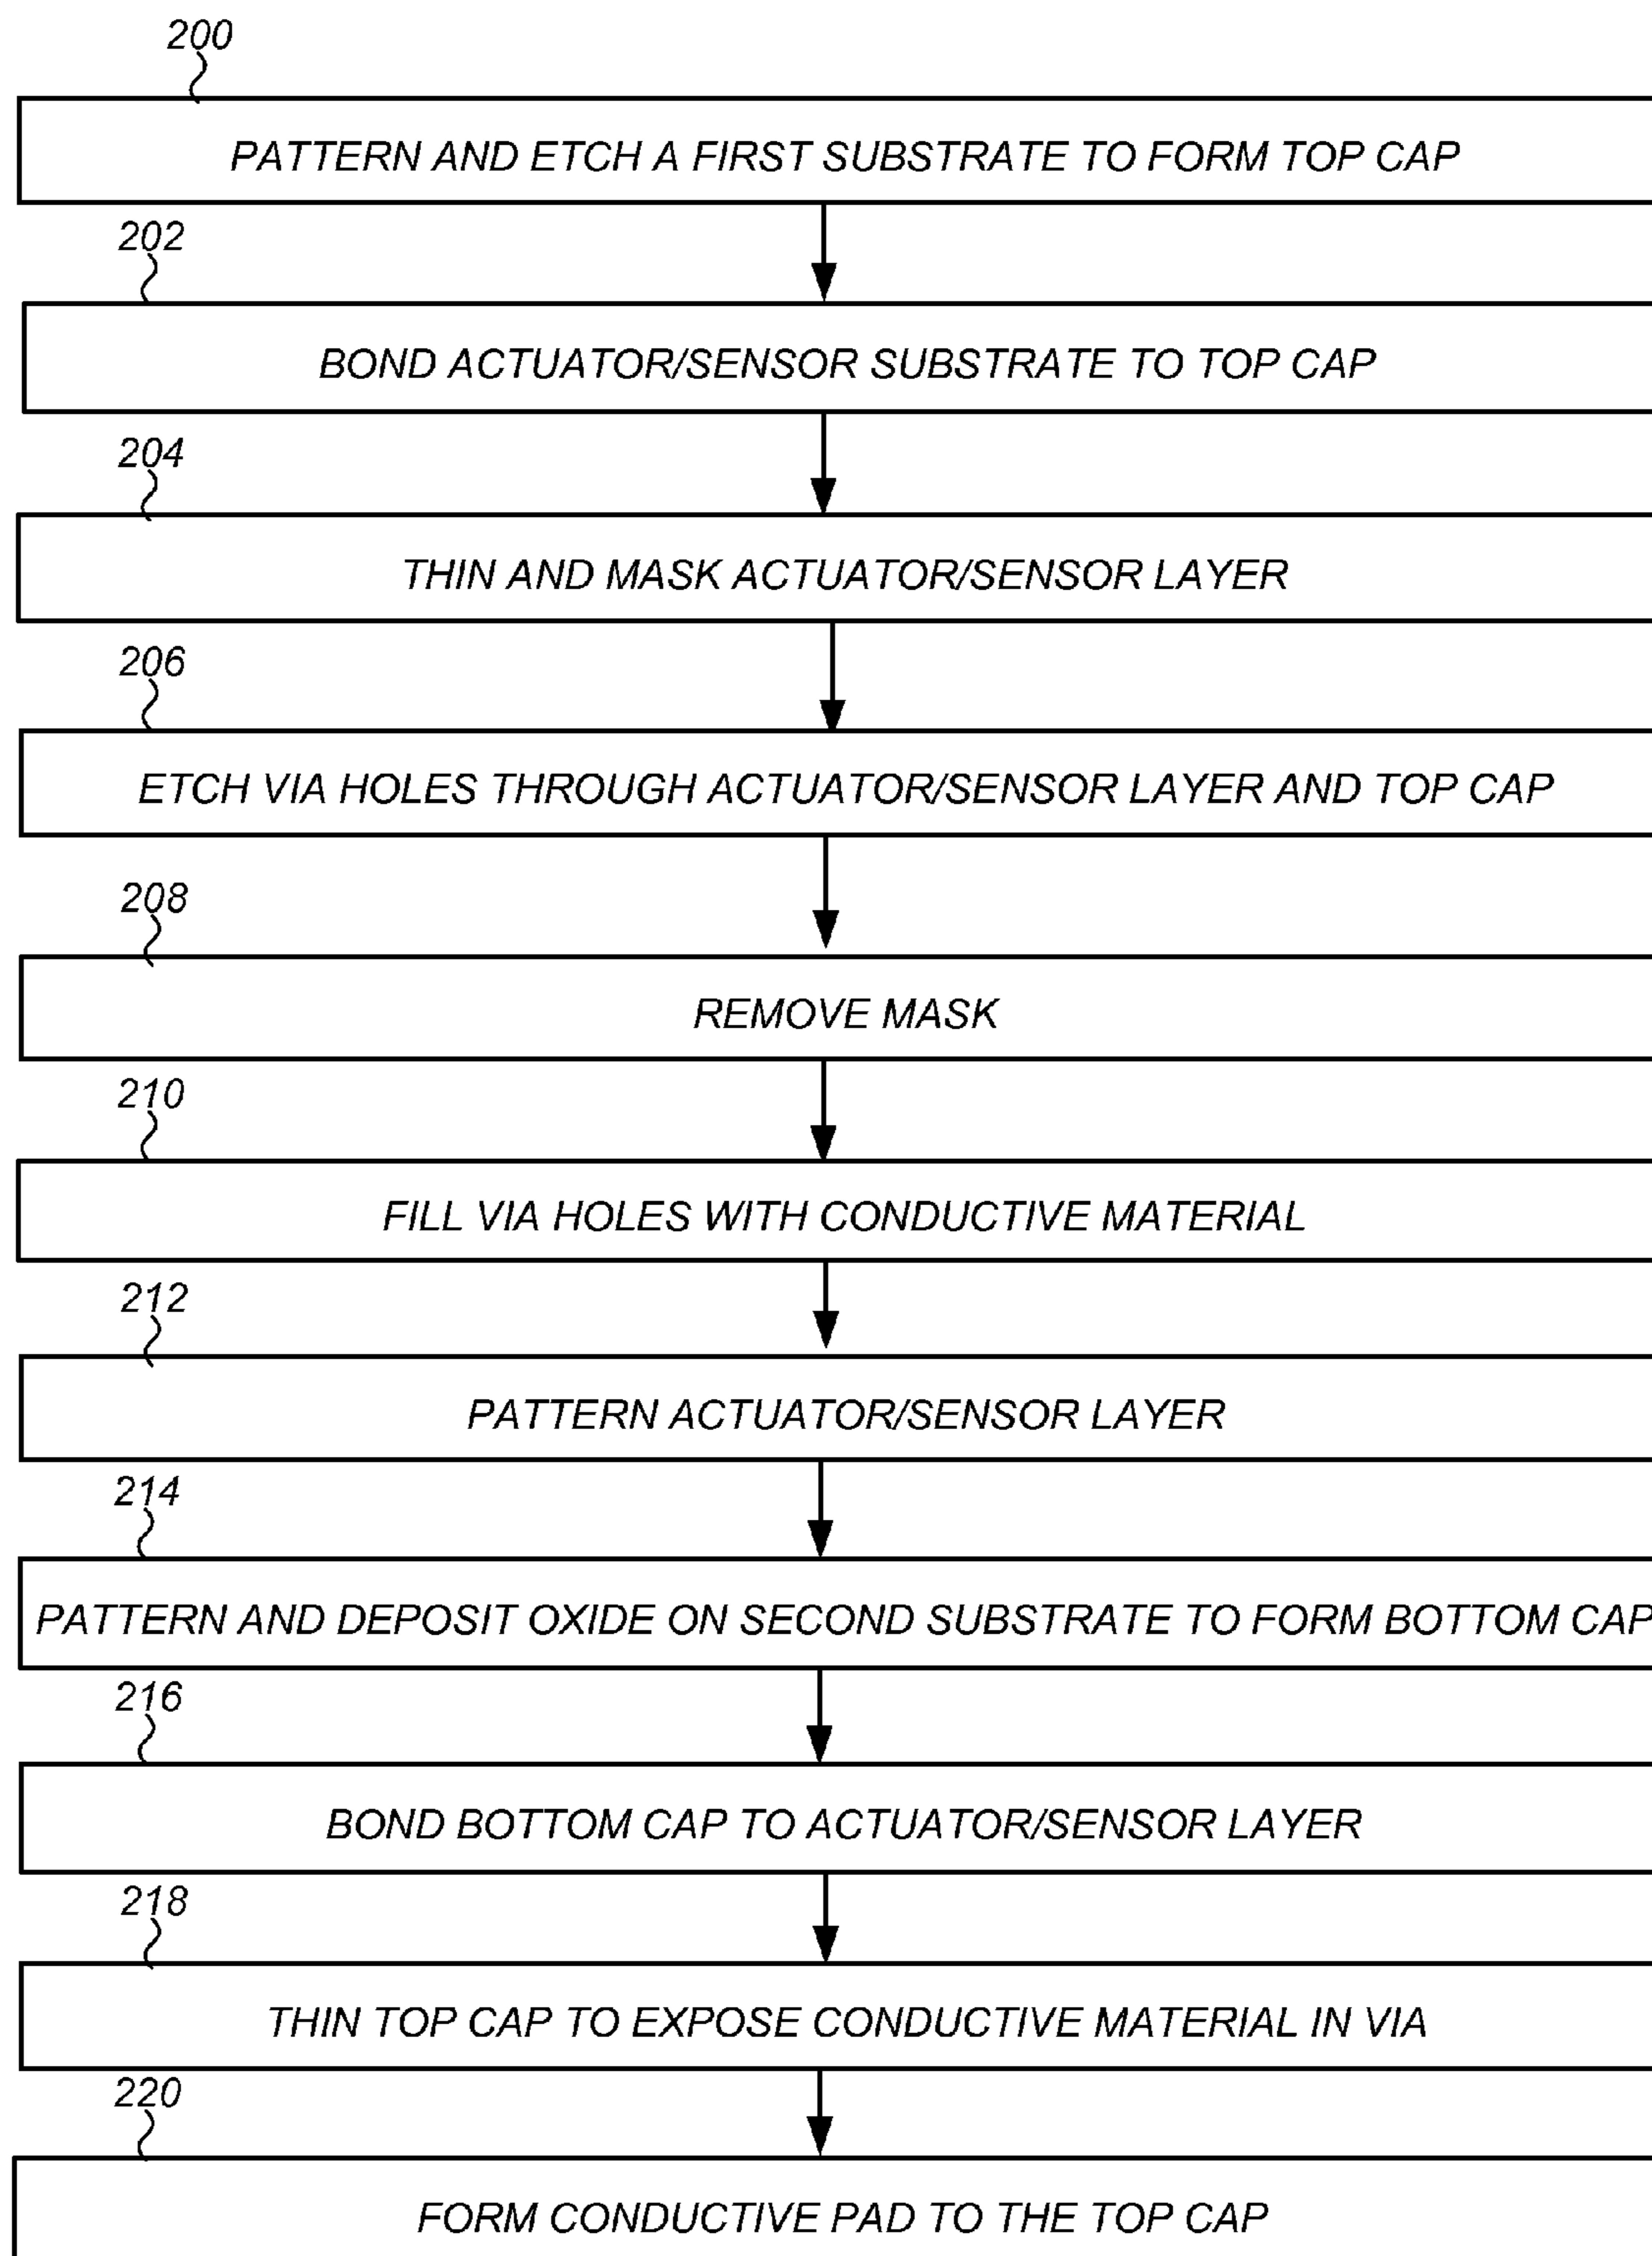 200
PATTERN AND ETCH A FIRST SUBSTRATE TO FORM TOP CAP
202
BOND ACTUATOR/SENSOR SUBSTRATE TO TOP CAP
204
THIN AND MASK ACTUATOR/SENSOR LAYER
206
ETCH VIA HOLES THROUGH ACTUATOR/SENSOR LAYER AND TOP CAP
208
REMOVE MASK
210
FILL VIA HOLES WITH CONDUCTIVE MATERIAL
212
PATTERN ACTUATOR/SENSOR LAYER
214
PATTERN AND DEPOSIT OXIDE ON SECOND SUBSTRATE TO FORM BOTTOM CAP
216
BOND BOTTOM CAP TO ACTUATOR/SENSOR LAYER
218
THIN TOP CAP TO EXPOSE CONDUCTIVE MATERIAL IN VIA
220
FORM CONDUCTIVE PAD TO THE TOP CAP